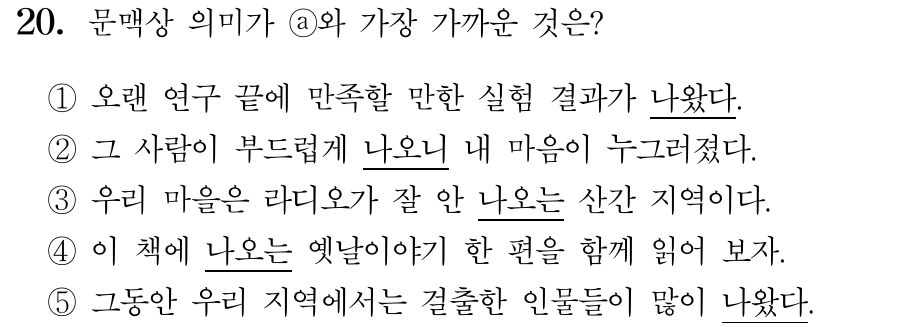 20. 문맥상 의미가 ⓐ와 가장 가까운 것은?
① 오랜 연구 끝에 만족할 만한 실험 결과가 나왔다.
② 그 사람이 부드럽게 나오니 내 마음이 누그러졌다.
③ 우리 마을은 라디오가 잘 안 나오는 산간 지역이다.
④ 이 책에 나오는 옛날이야기 한 편을 함께 읽어 보자.
⑤ 그동안 우리 지역에서는 걸출한 인물들이 많이 나왔다.